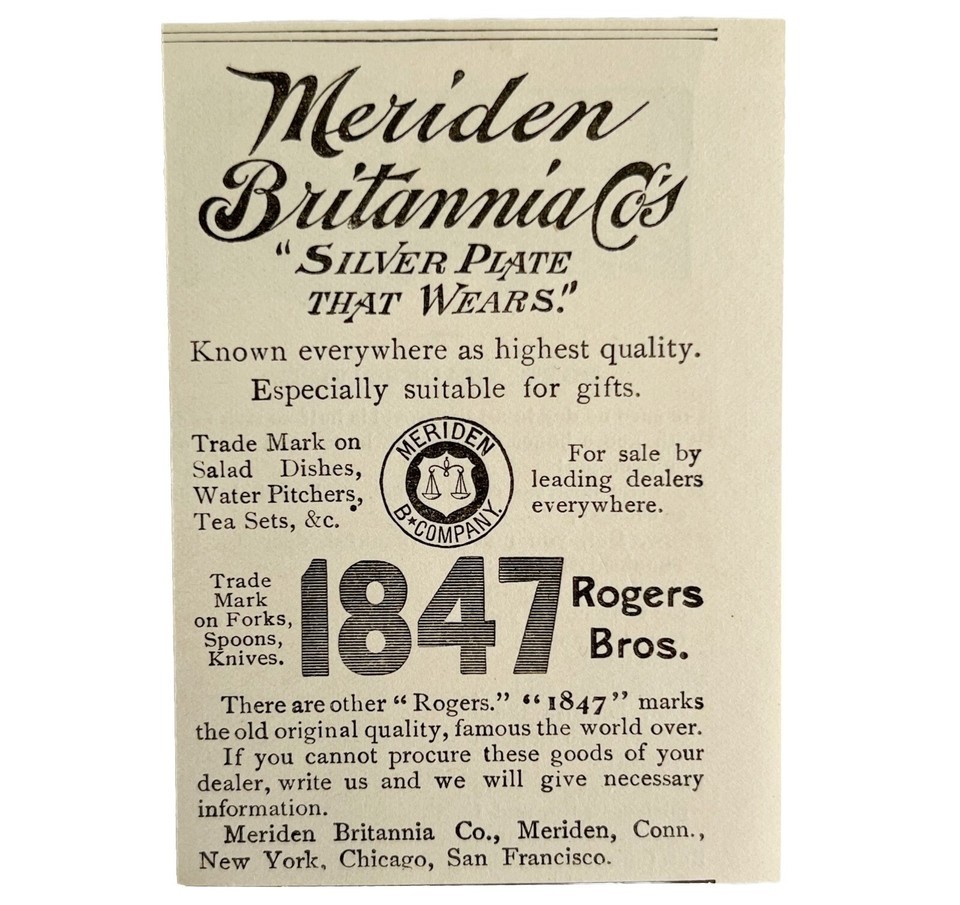 Meriden
Britannia Co's
"SILVER PLATE
THAT WEARS."
Known everywhere as highest quality.
Especially suitable for gifts.
Trade Mark on
Salad Dishes,
Water Pitchers,
Tea Sets, &c.
MERIDEN
B★COMPANY.
For sale by
leading dealers
everywhere.
Trade
Mark
on Forks,
Spoons,
Knives.
1847
Rogers
Bros.
There are other "Rogers." "1847" marks
the old original quality, famous the world over.
If you cannot procure these goods of your
dealer, write us and we will give necessary
information.
Meriden Britannia Co., Meriden, Conn.,
New York, Chicago, San Francisco.